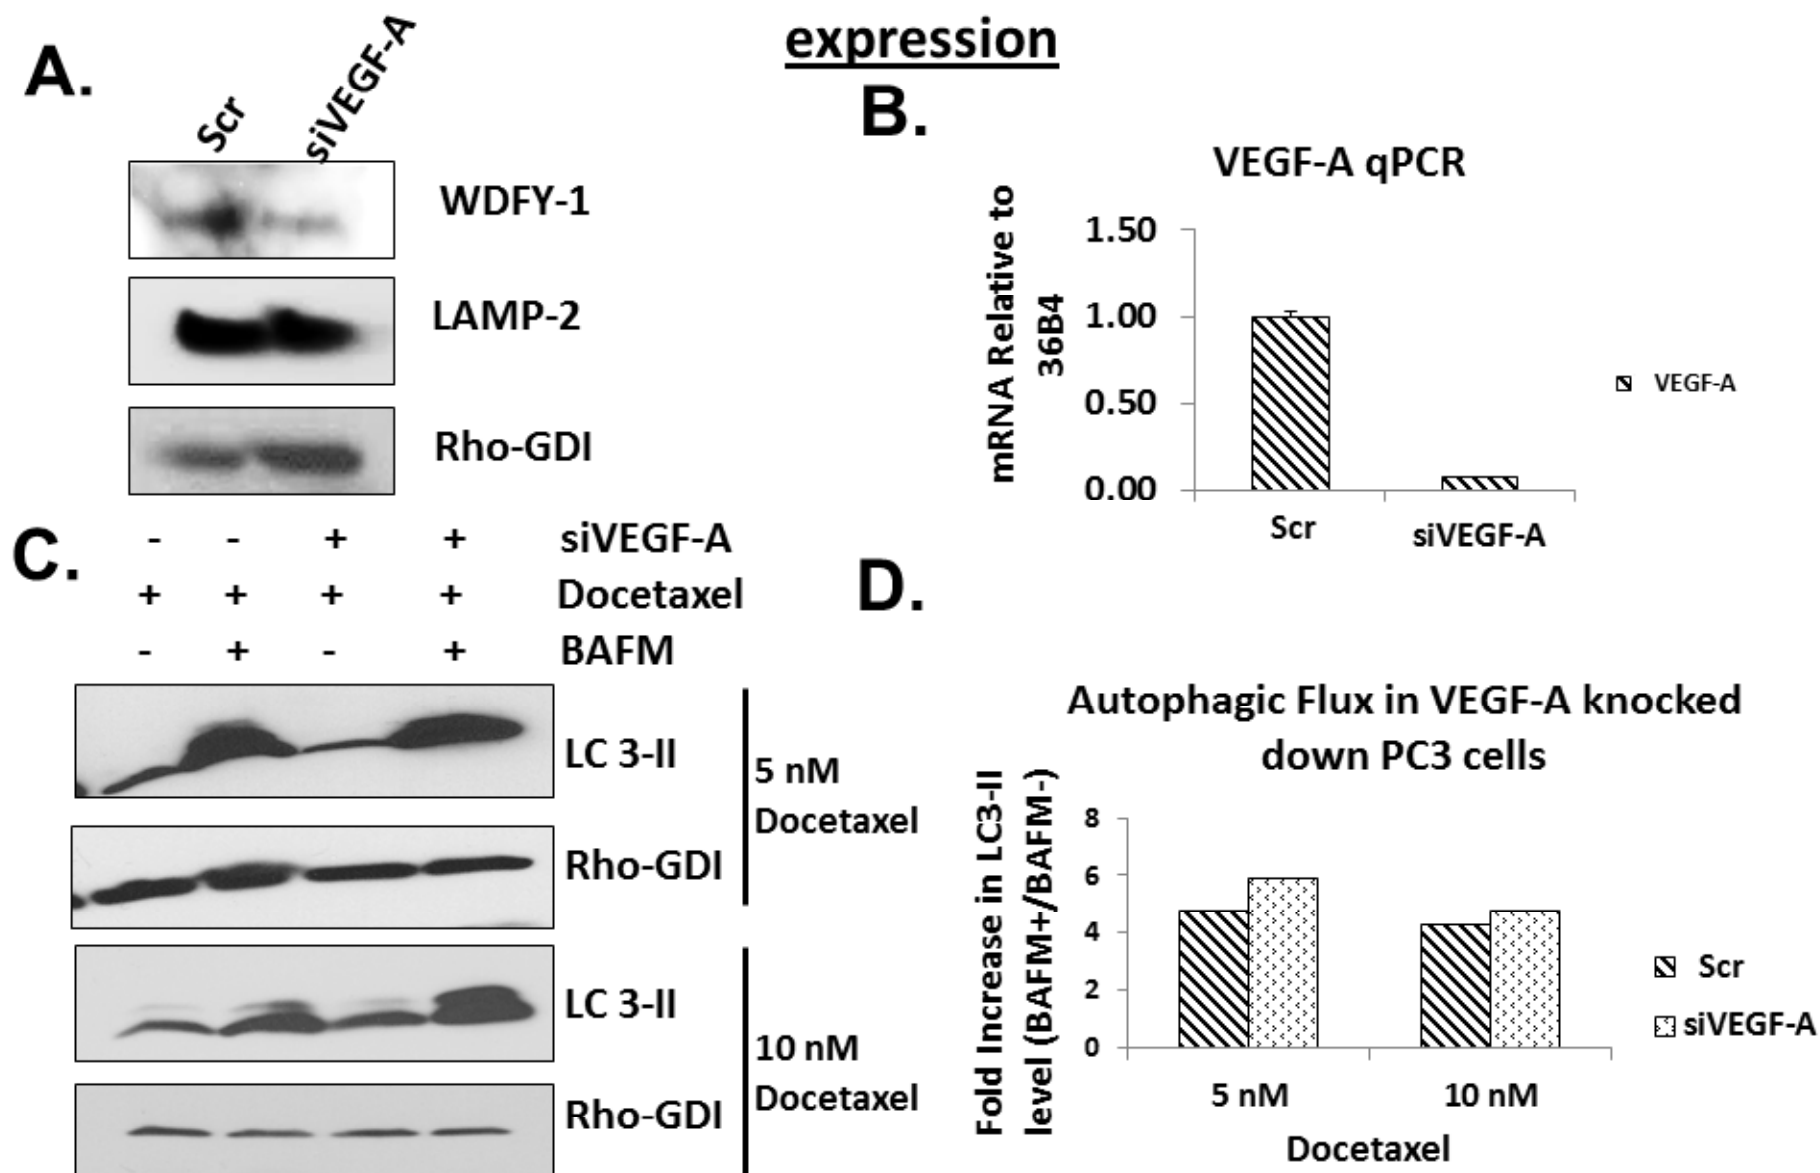 expression
A.
Scr
siVEGF-A
WDFY-1
LAMP-2
Rho-GDI
B.
VEGF-A qPCR
mRNA Relative to
36B4
1.50
1.00
0.50
0.00
Scr
siVEGF-A
VEGF-A
C.
- - + + siVEGF-A
+ + + + Docetaxel
- + - + BAFM
LC 3-II
Rho-GDI
5 nM
Docetaxel
LC 3-II
Rho-GDI
10 nM
Docetaxel
D.
Autophagic Flux in VEGF-A knocked
down PC3 cells
Fold Increase in LC3-II
level (BAFM+/BAFM-)
8
6
4
2
0
5 nM 10 nM
Docetaxel
Scr
siVEGF-A